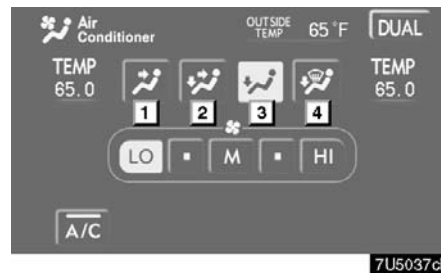 Air
Conditioner
OUTSIDE
TEMP
65°F
DUAL
TEMP
65.0
TEMP
65.0
1 2 3 4
LO M HI
A/C
7U5037c